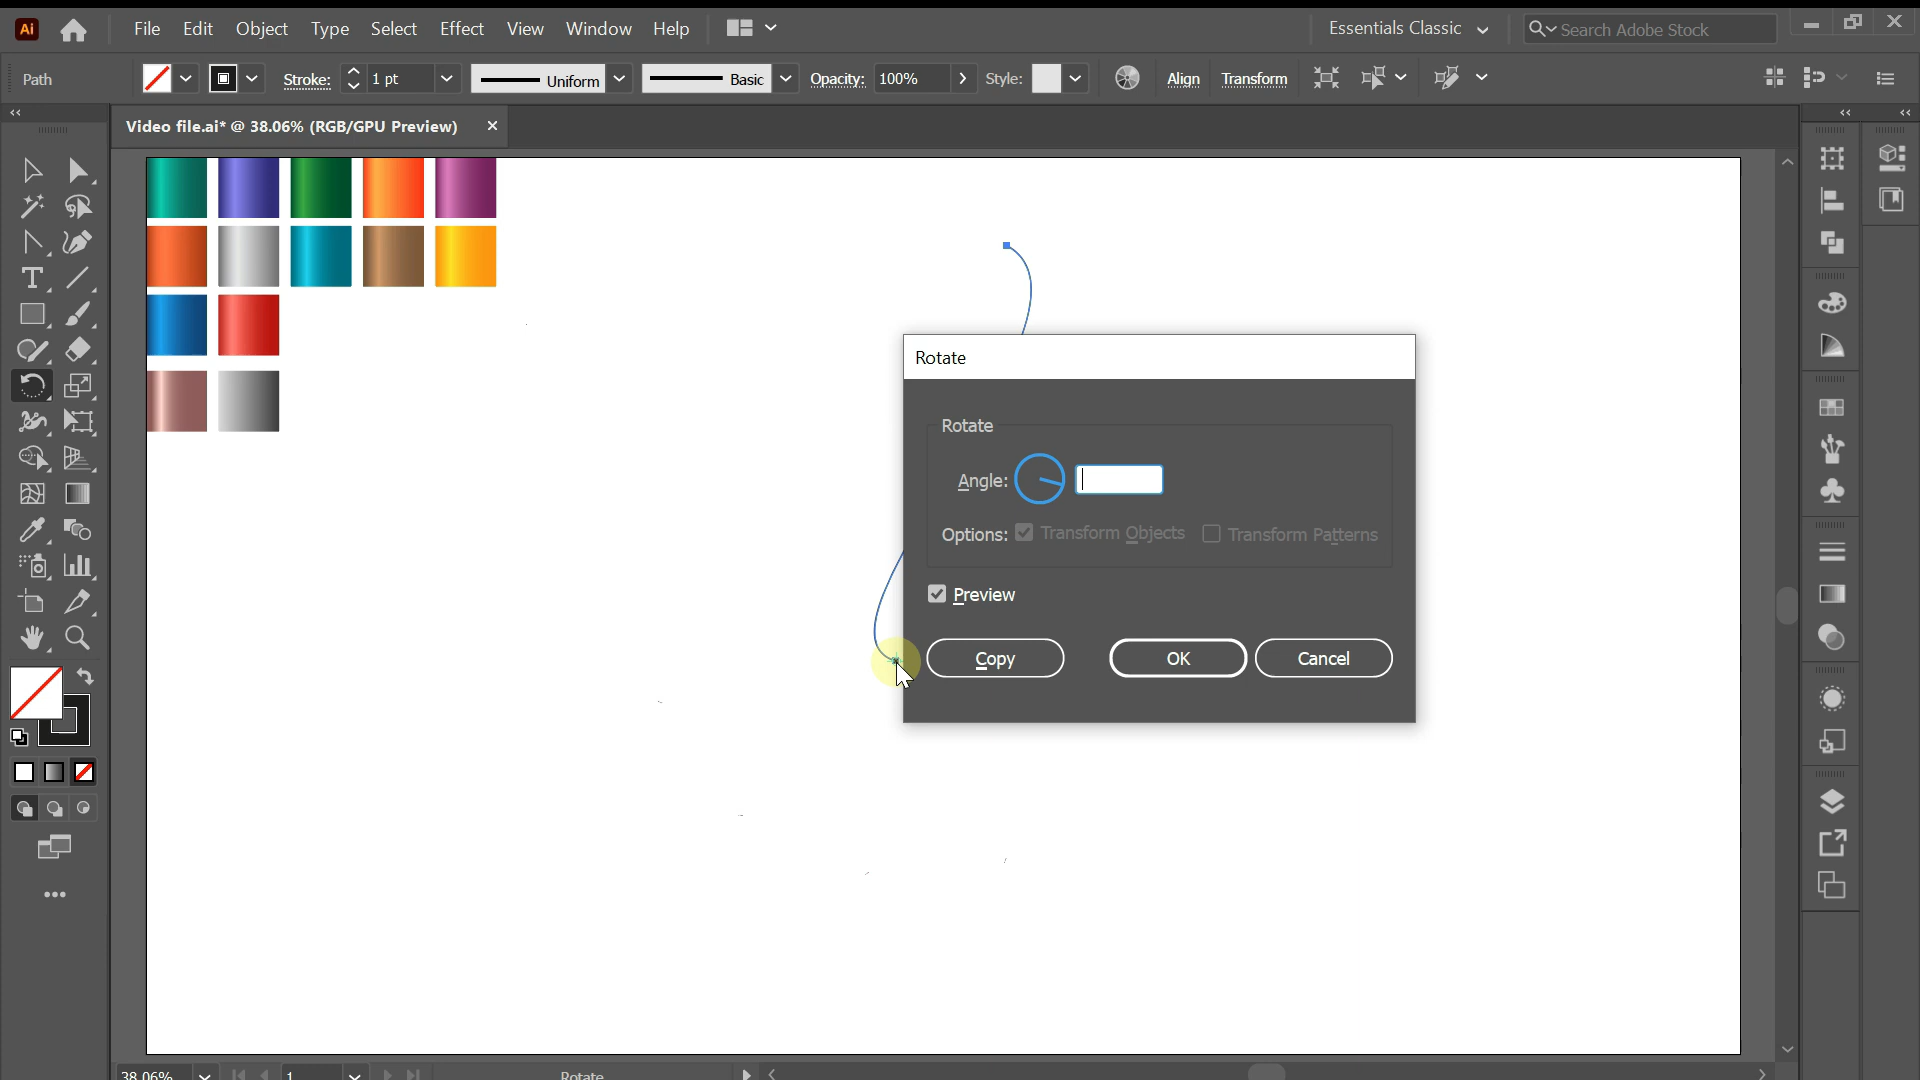 Ai File Edit Object Type Select Effect View Window Help Essentials Classic Search Adobe Stock
Path Stroke: 1 pt Uniform Basic Opacity: 100% Style: Align Transform
Video file.ai* @ 38.06% (RGB/GPU Preview)
Rotate
Rotate
Angle:
Options: Transform Objects Transform Patterns
Preview
Copy OK Cancel
38.06% 1 Rotate